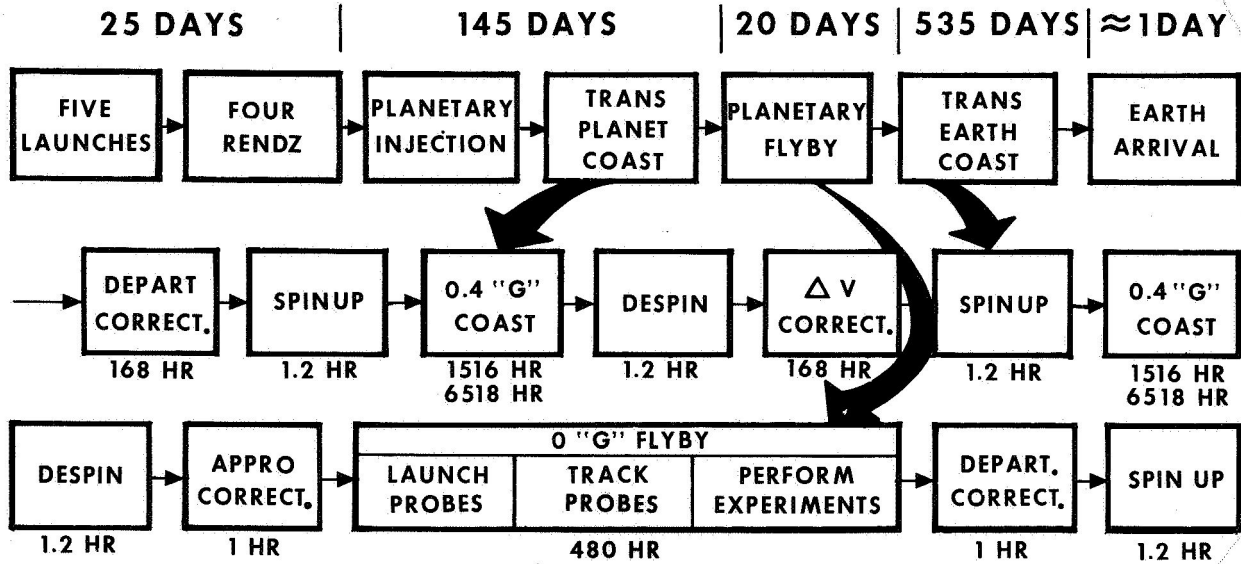 25 DAYS | 145 DAYS | 20 DAYS | 535 DAYS | ≈ 1 DAY
FIVE
LAUNCHES
FOUR
RENDZ
PLANETARY
INJECTION
TRANS
PLANET
COAST
PLANETARY
FLYBY
TRANS
EARTH
COAST
EARTH
ARRIVAL
DEPART
CORRECT.
168 HR
SPINUP
1.2 HR
0.4 "G"
COAST
1516 HR
6518 HR
DESPIN
1.2 HR
Δ V
CORRECT.
168 HR
SPINUP
1.2 HR
0.4 "G"
COAST
1516 HR
6518 HR
DESPIN
1.2 HR
APPRO
CORRECT.
1 HR
0 "G" FLYBY
LAUNCH
PROBES
TRACK
PROBES
PERFORM
EXPERIMENTS
480 HR
DEPART.
CORRECT.
1 HR
SPIN UP
1.2 HR